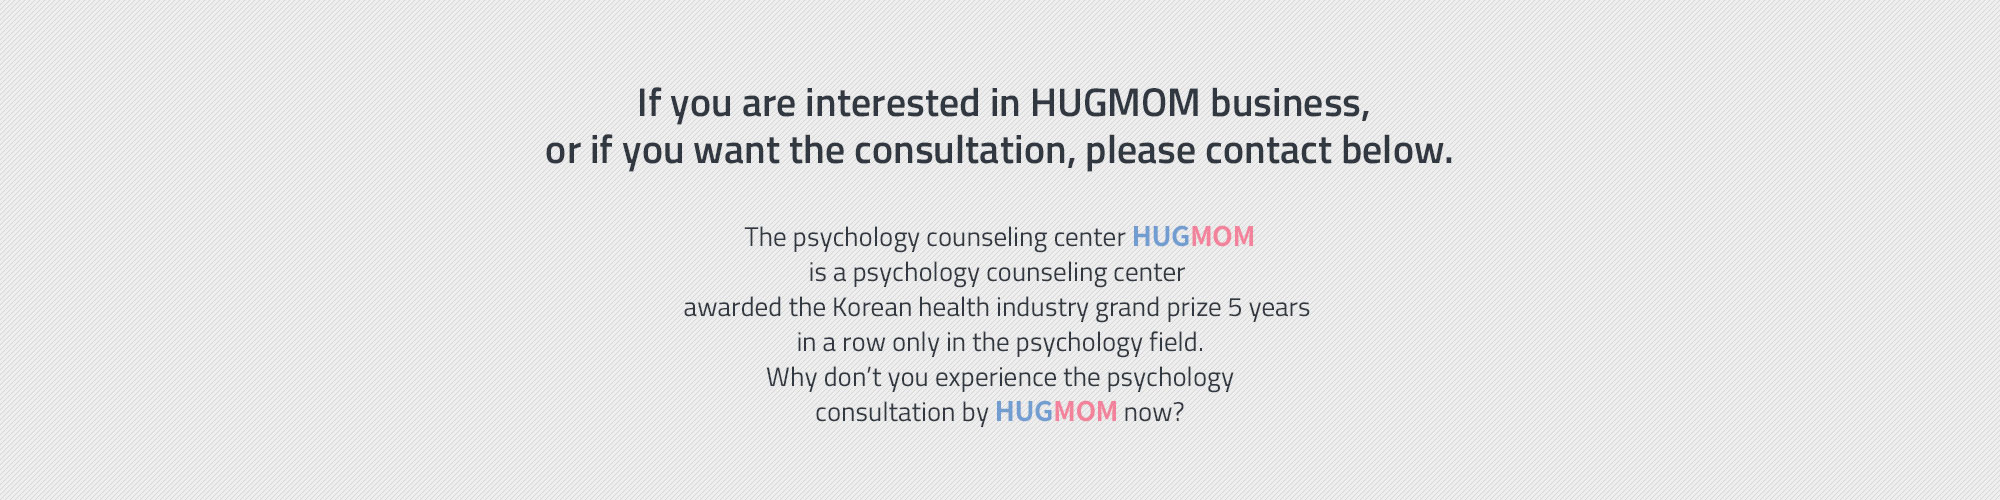 If you are interested in HUGMOM business,
or if you want the consultation, please contact below.
The psychology counseling center HUGMOM
is a psychology counseling center
awarded the Korean health industry grand prize 5 years
in a row only in the psychology field.
Why don’t you experience the psychology
consultation by HUGMOM now?